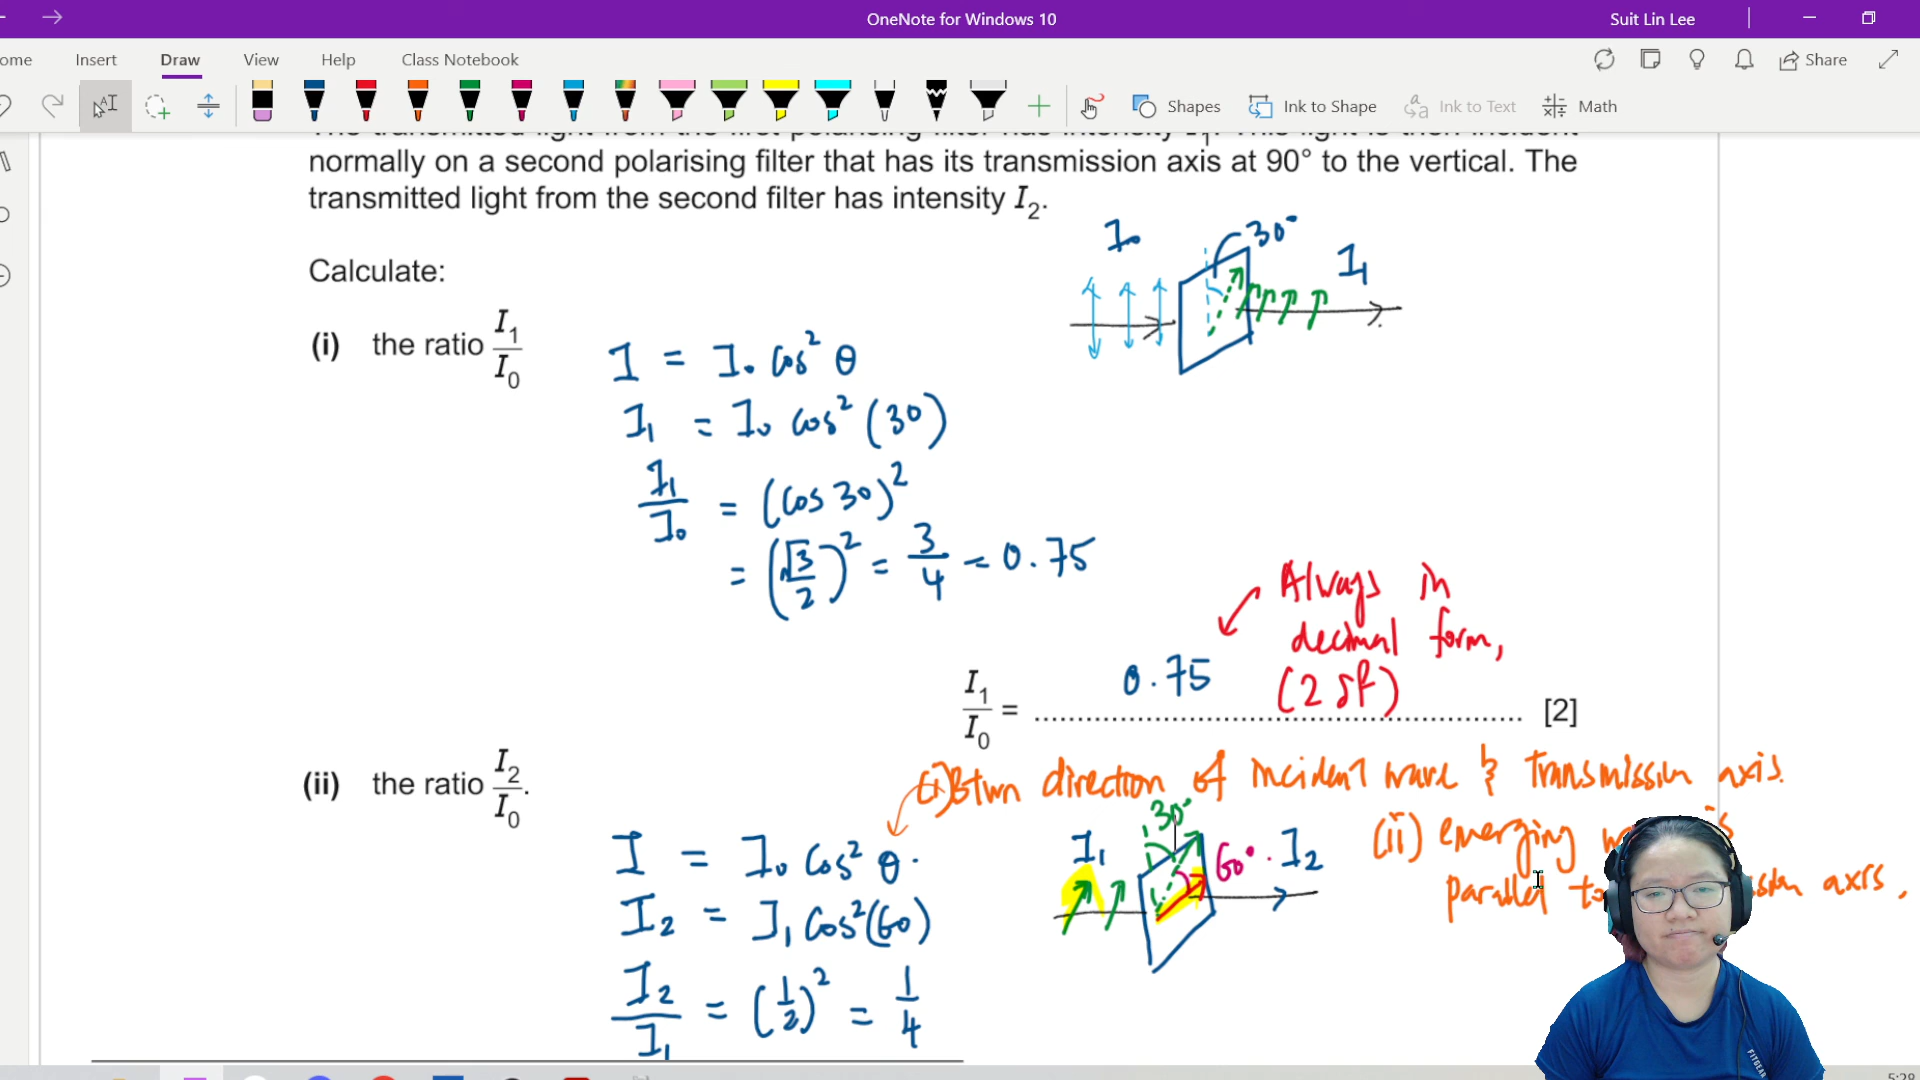 OneNote for Windows 10
Suit Lin Lee
Insert
Draw
View
Help
Class Notebook
Share
Shapes
Ink to Shape
Ink to Text
Math
normally on a second polarising filter that has its transmission axis at 90° to the vertical. The
transmitted light from the second filter has intensity I₂.
I₀
30°
I₁
Calculate:
(i) the ratio I₁/I₀
I = I₀ cos² θ
I₁ = I₀ cos² (30)
I₁/I₀ = (cos 30)²
= (√3/2)² = 3/4 = 0.75
Always in
decimal form,
(2 sf)
I₁/I₀ = 0.75 [2]
(ii) the ratio I₂/I₀.
(i) Btwn direction of incident wave & transmission axis.
(ii) emerging
parallel to axis,
I₁
30°
60°. I₂
I = I₀ cos² θ.
I₂ = I₁ cos² (60)
I₂/I₁ = (1/2)² = 1/4